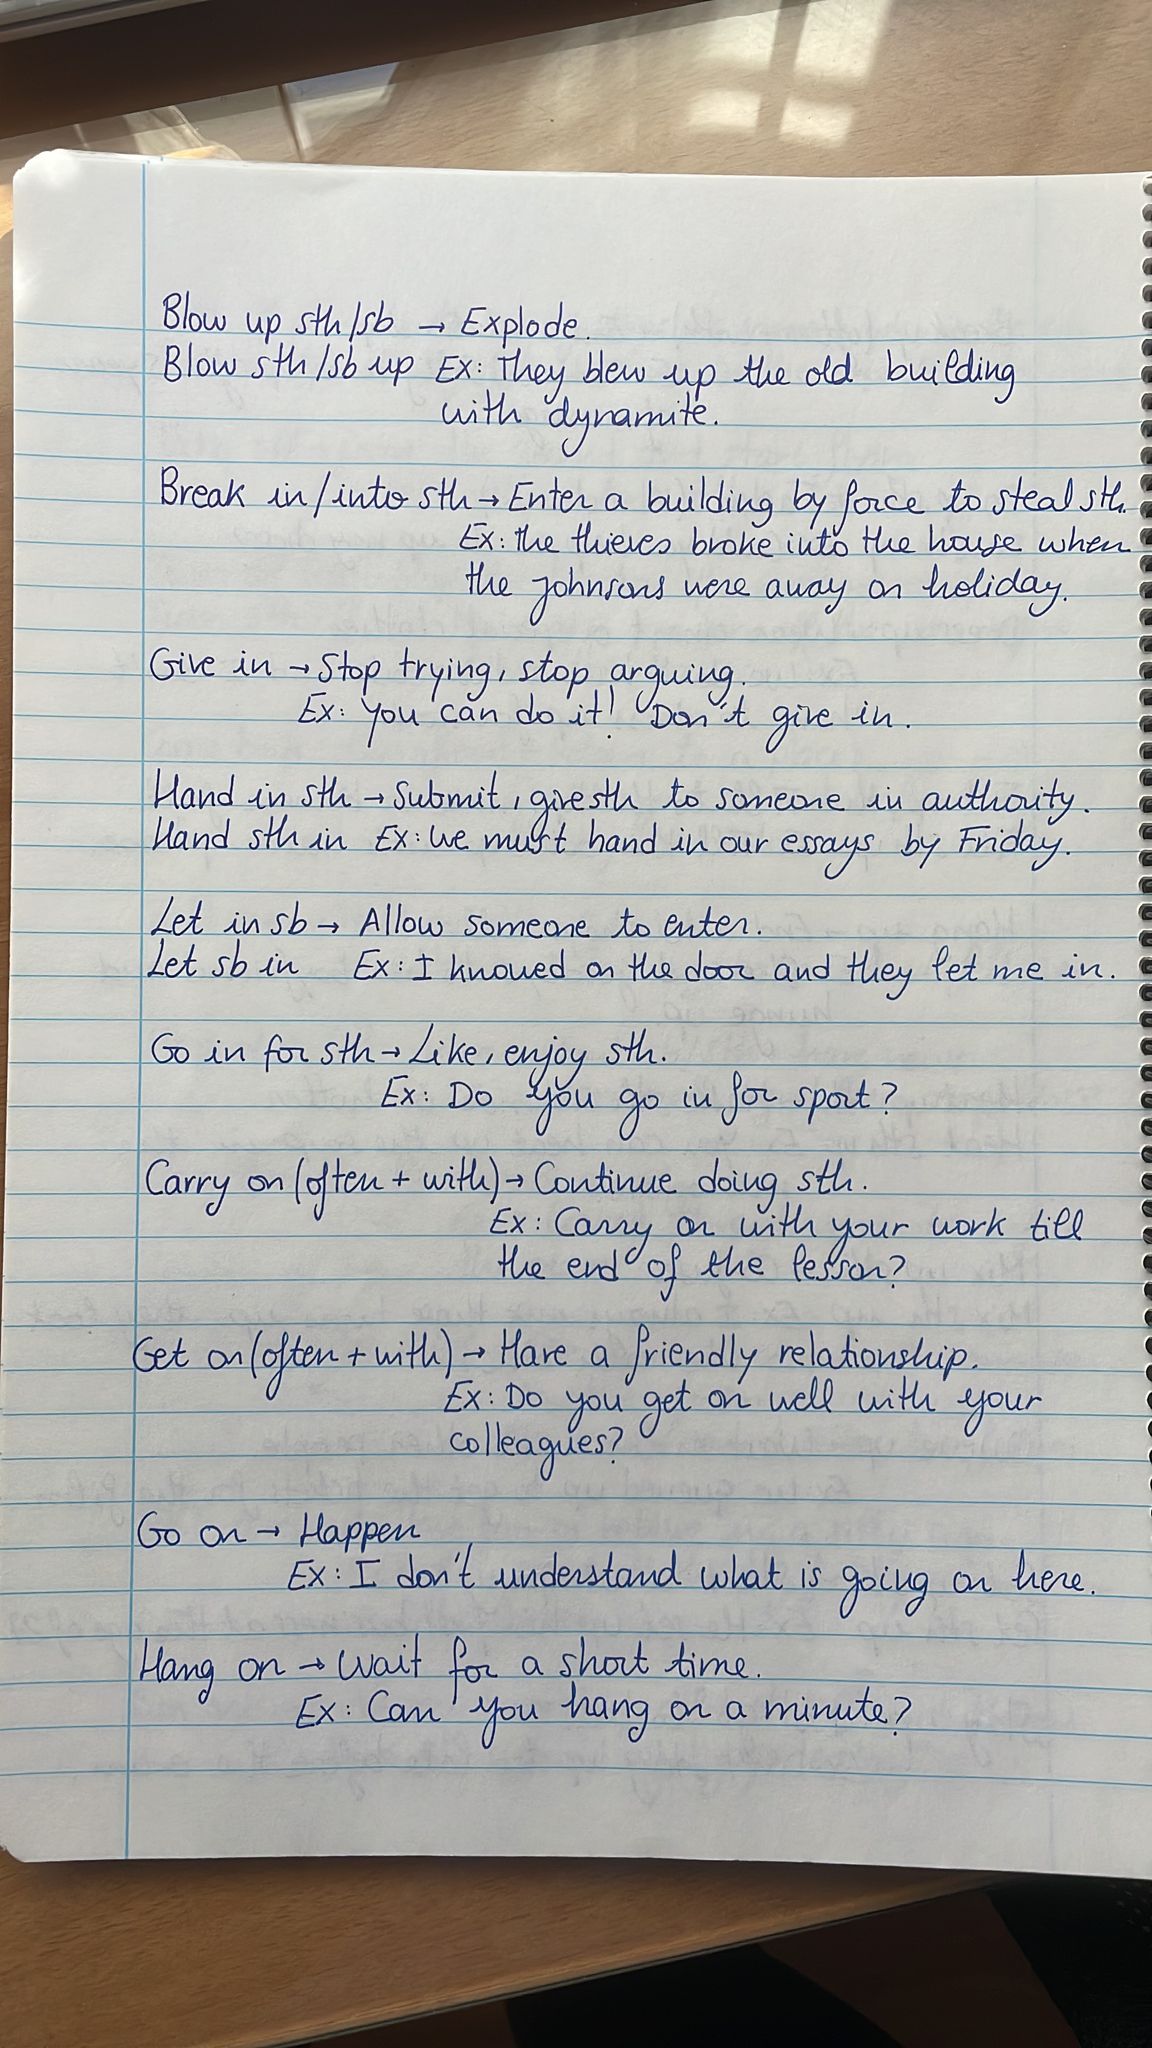 Blow up sth/sb → Explode.
Blow sth/sb up Ex: They blew up the old building
with dynamite.
Break in/into sth → Enter a building by force to steal sth.
Ex: the thieves broke into the house when
the Johnsons were away on holiday.
Give in → Stop trying, stop arguing.
Ex: You can do it! Don't give in.
Hand in sth → Submit, give sth to someone in authority.
Hand sth in Ex: We must hand in our essays by Friday.
Let in sb → Allow someone to enter.
Let sb in Ex: I knoued on the door and they let me in.
Go in for sth → Like, enjoy sth.
Ex: Do you go in for sport?
Carry on (often + with) → Continue doing sth.
Ex: Carry on with your work till
the end of the lesson?
Get on (often + with) → Have a friendly relationship.
Ex: Do you get on well with your
colleagues?
Go on → Happen
Ex: I don't understand what is going on here.
Hang on → Wait for a short time.
Ex: Can you hang on a minute?